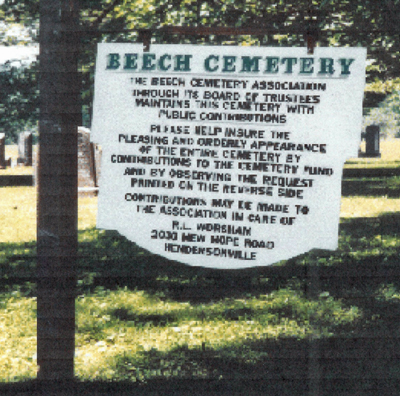 BEECH CEMETERY
THE BEECH CEMETERY ASSOCIATION
THROUGH ITS BOARD OF TRUSTEES
MAINTAINS THIS CEMETERY WITH
PUBLIC CONTRIBUTIONS
PLEASE HELP INSURE THE
PLEASING AND ORDERLY APPEARANCE
OF THE ENTIRE CEMETERY BY
CONTRIBUTIONS TO THE CEMETERY FUND
AND BY OBSERVING THE REQUEST
PRINTED ON THE REVERSE SIDE
CONTRIBUTIONS MAY BE MADE TO
THE ASSOCIATION IN CARE OF
R.L. WORSHAM
2030 NEW HOPE ROAD
HENDERSONVILLE